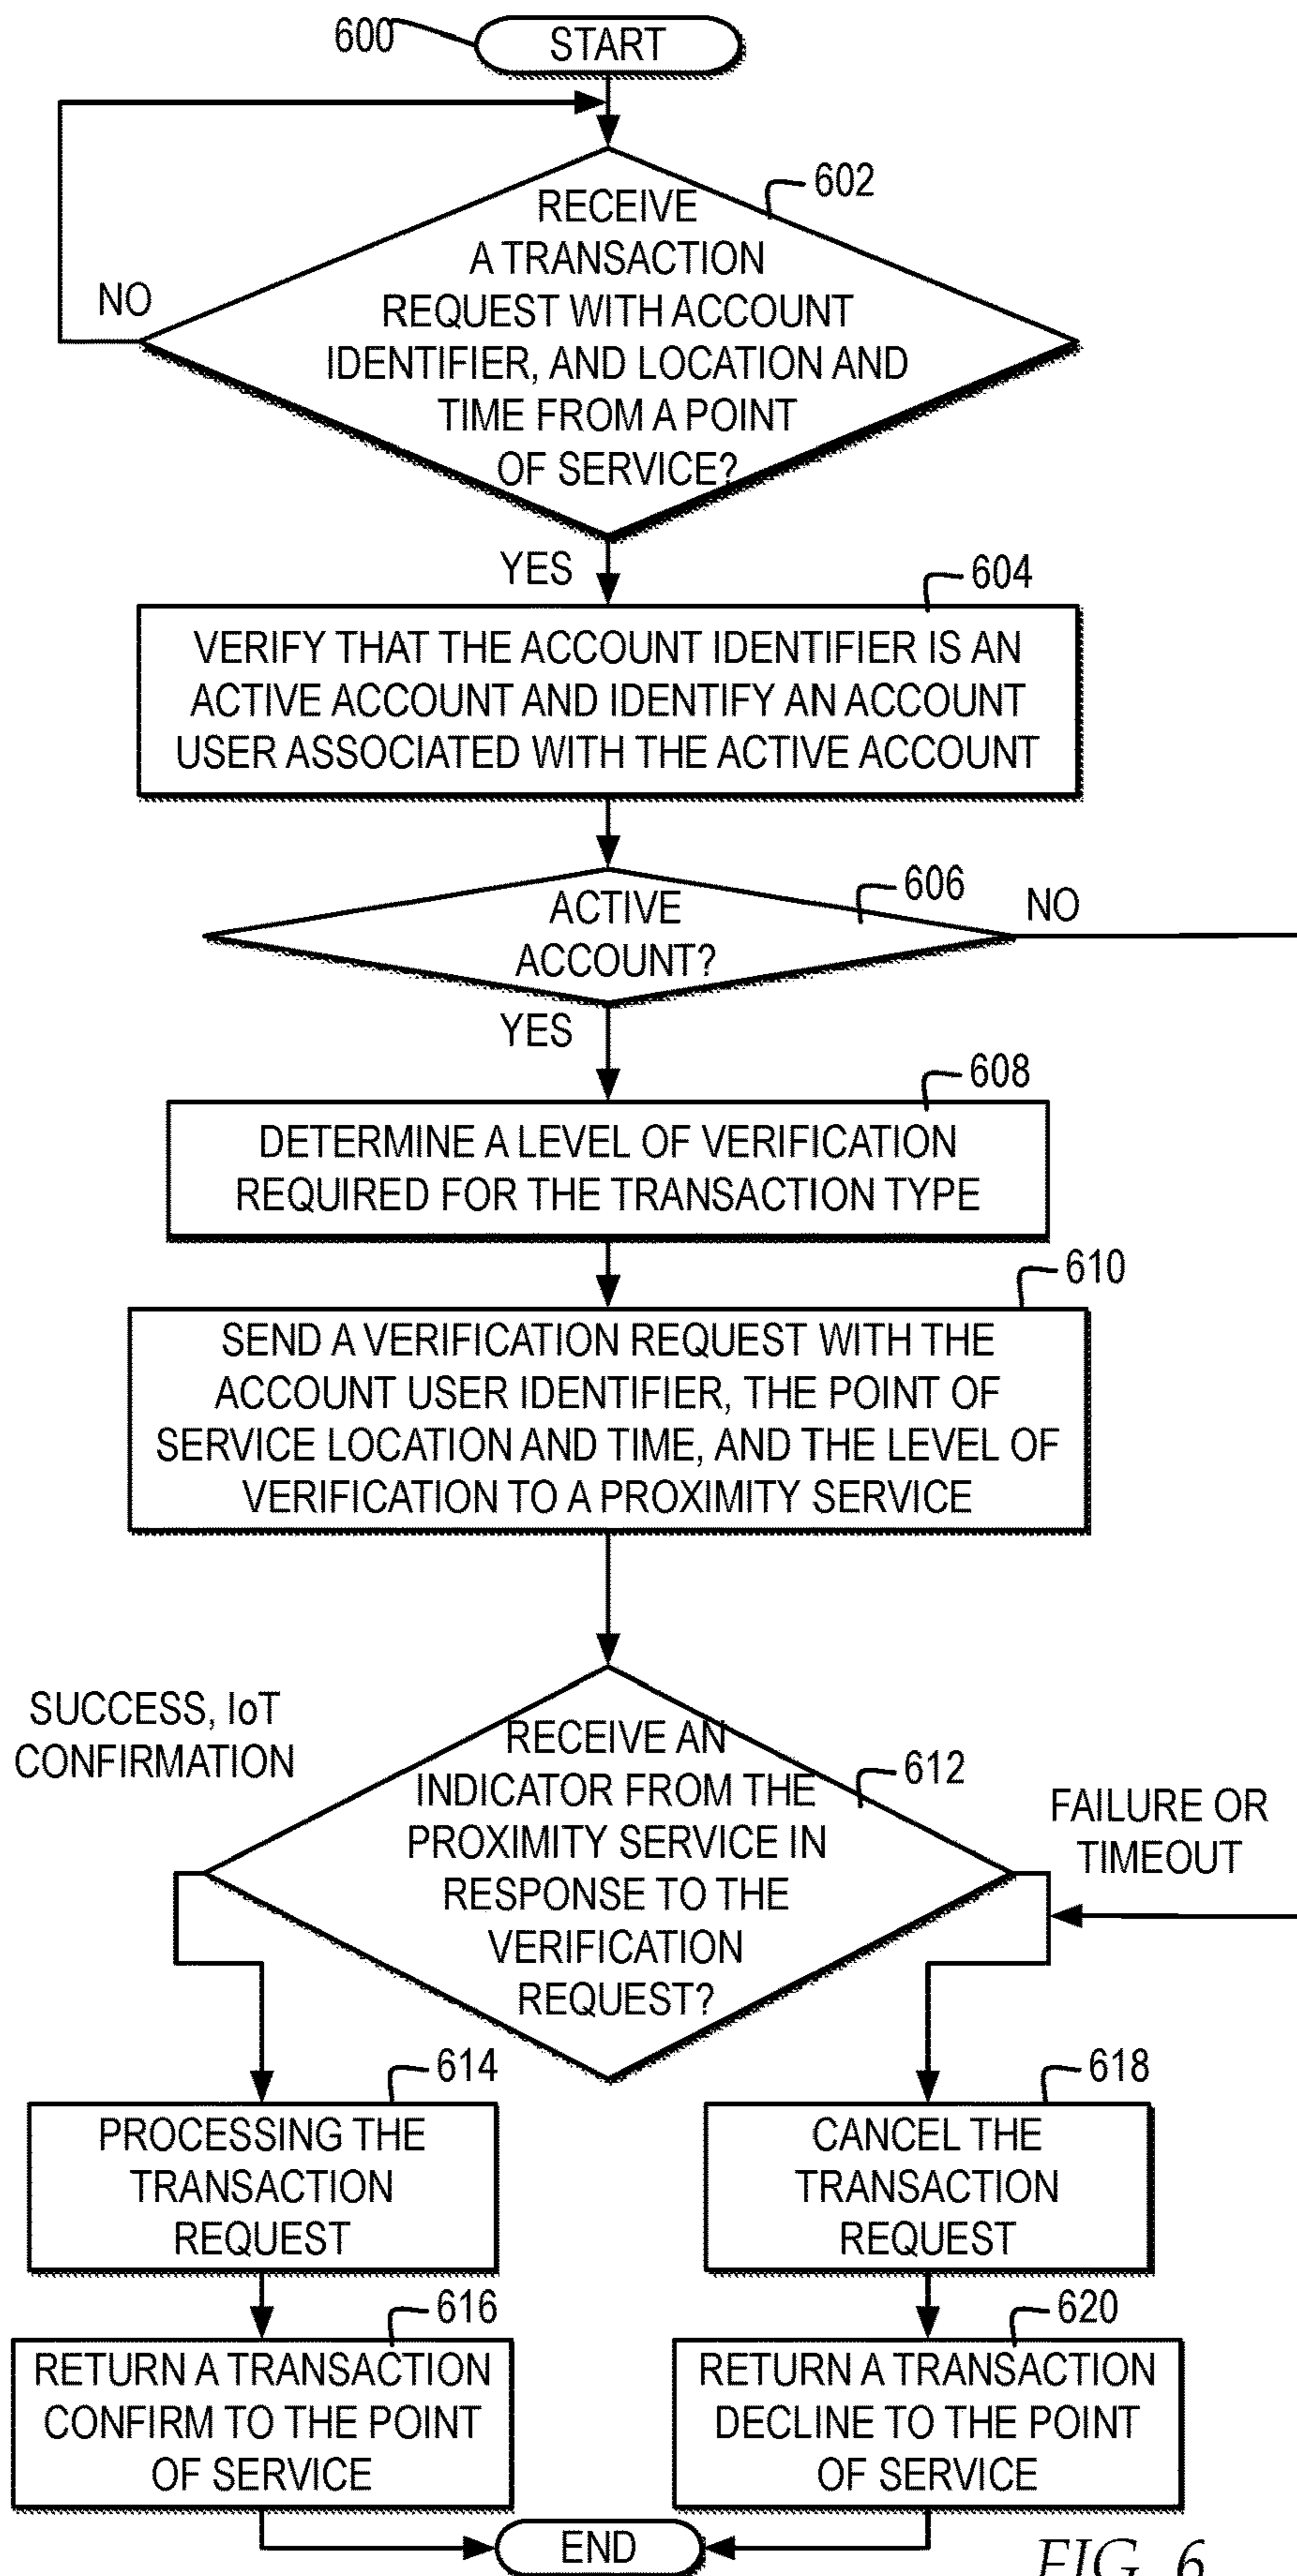 600
START
602
RECEIVE
A TRANSACTION
REQUEST WITH ACCOUNT
IDENTIFIER, AND LOCATION AND
TIME FROM A POINT
OF SERVICE?
NO
YES
604
VERIFY THAT THE ACCOUNT IDENTIFIER IS AN
ACTIVE ACCOUNT AND IDENTIFY AN ACCOUNT
USER ASSOCIATED WITH THE ACTIVE ACCOUNT
606
ACTIVE
ACCOUNT?
NO
YES
608
DETERMINE A LEVEL OF VERIFICATION
REQUIRED FOR THE TRANSACTION TYPE
610
SEND A VERIFICATION REQUEST WITH THE
ACCOUNT USER IDENTIFIER, THE POINT OF
SERVICE LOCATION AND TIME, AND THE LEVEL OF
VERIFICATION TO A PROXIMITY SERVICE
SUCCESS, IoT
CONFIRMATION
RECEIVE AN
INDICATOR FROM THE
PROXIMITY SERVICE IN
RESPONSE TO THE
VERIFICATION
REQUEST?
612
FAILURE OR
TIMEOUT
614
PROCESSING THE
TRANSACTION
REQUEST
618
CANCEL THE
TRANSACTION
REQUEST
616
RETURN A TRANSACTION
CONFIRM TO THE POINT
OF SERVICE
620
RETURN A TRANSACTION
DECLINE TO THE POINT
OF SERVICE
END
FIG. 6